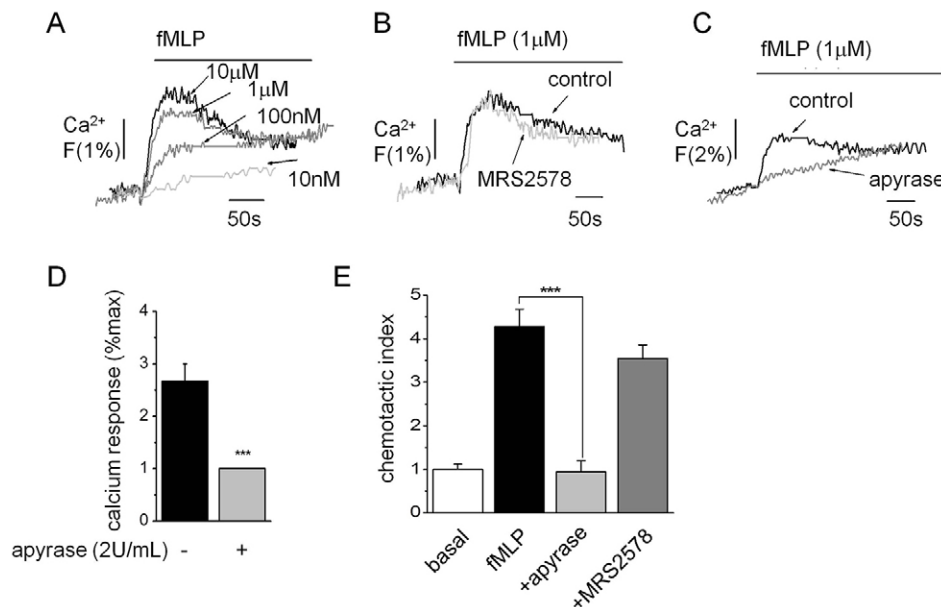 A
fMLP
10μM
1μM
100nM
10nM
Ca2+
F(1%)
50s
B
fMLP (1μM)
control
Ca2+
F(1%)
MRS2578
50s
C
fMLP (1μM)
control
Ca2+
F(2%)
apyrase
50s
D
calcium response (%max)
4
3
2
1
0
apyrase (2U/mL) - +
***
E
chemotactic index
5
4
3
2
1
0
***
basal
fMLP
+apyrase
+MRS2578